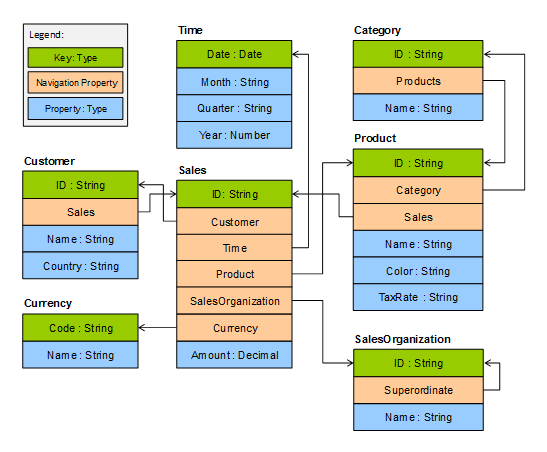 Legend:
Key: Type
Navigation Property
Property: Type
Time
Date : Date
Month : String
Quarter : String
Year : Number
Category
ID : String
Products
Name : String
Customer
ID : String
Sales
Name : String
Country : String
Sales
ID: String
Customer
Time
Product
SalesOrganization
Currency
Amount : Decimal
Product
ID : String
Category
Sales
Name : String
Color : String
TaxRate : String
Currency
Code : String
Name : String
SalesOrganization
ID : String
Superordinate
Name : String